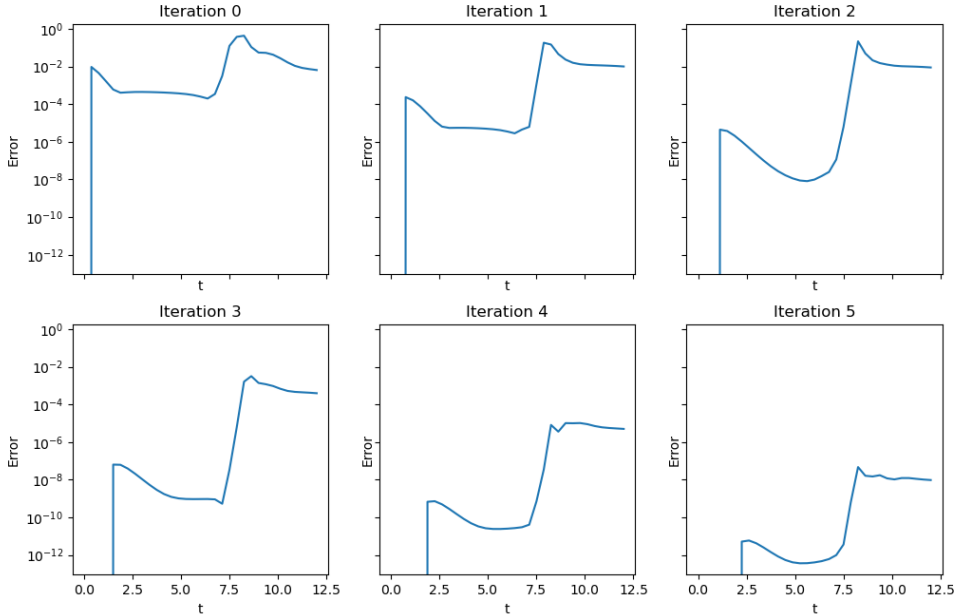 Iteration 0
Iteration 1
Iteration 2
10⁰
10⁻²
10⁻⁴
10⁻⁶
10⁻⁸
10⁻¹⁰
10⁻¹²
Error
Error
Error
t
t
t
Iteration 3
Iteration 4
Iteration 5
10⁰
10⁻²
10⁻⁴
10⁻⁶
10⁻⁸
10⁻¹⁰
10⁻¹²
Error
Error
Error
0.0 2.5 5.0 7.5 10.0 12.5
0.0 2.5 5.0 7.5 10.0 12.5
0.0 2.5 5.0 7.5 10.0 12.5
t
t
t